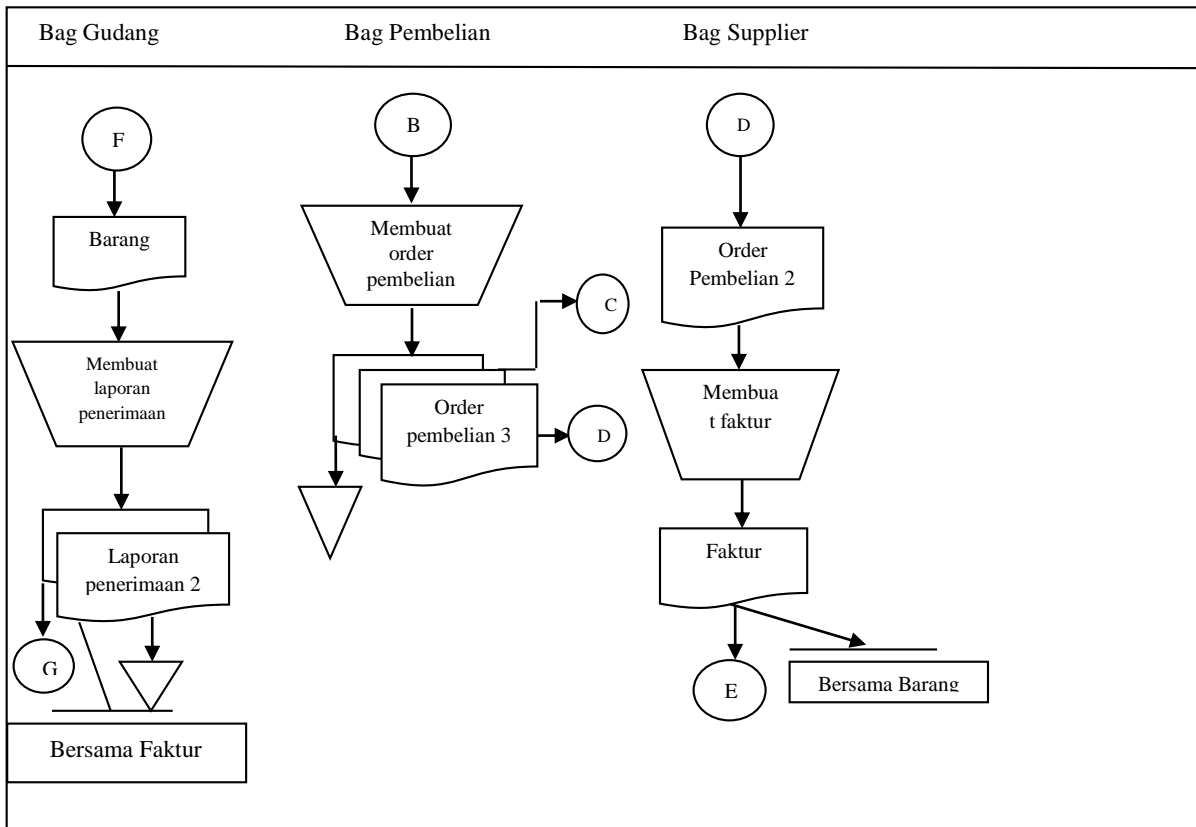 Bag Gudang
Bag Pembelian
Bag Supplier
F
Barang
Membuat
laporan
penerimaan
Laporan
penerimaan 2
G
Bersama Faktur
B
Membuat
order
pembelian
C
Order
pembelian 3
D
D
Order
Pembelian 2
Membua
t faktur
Faktur
E
Bersama Barang